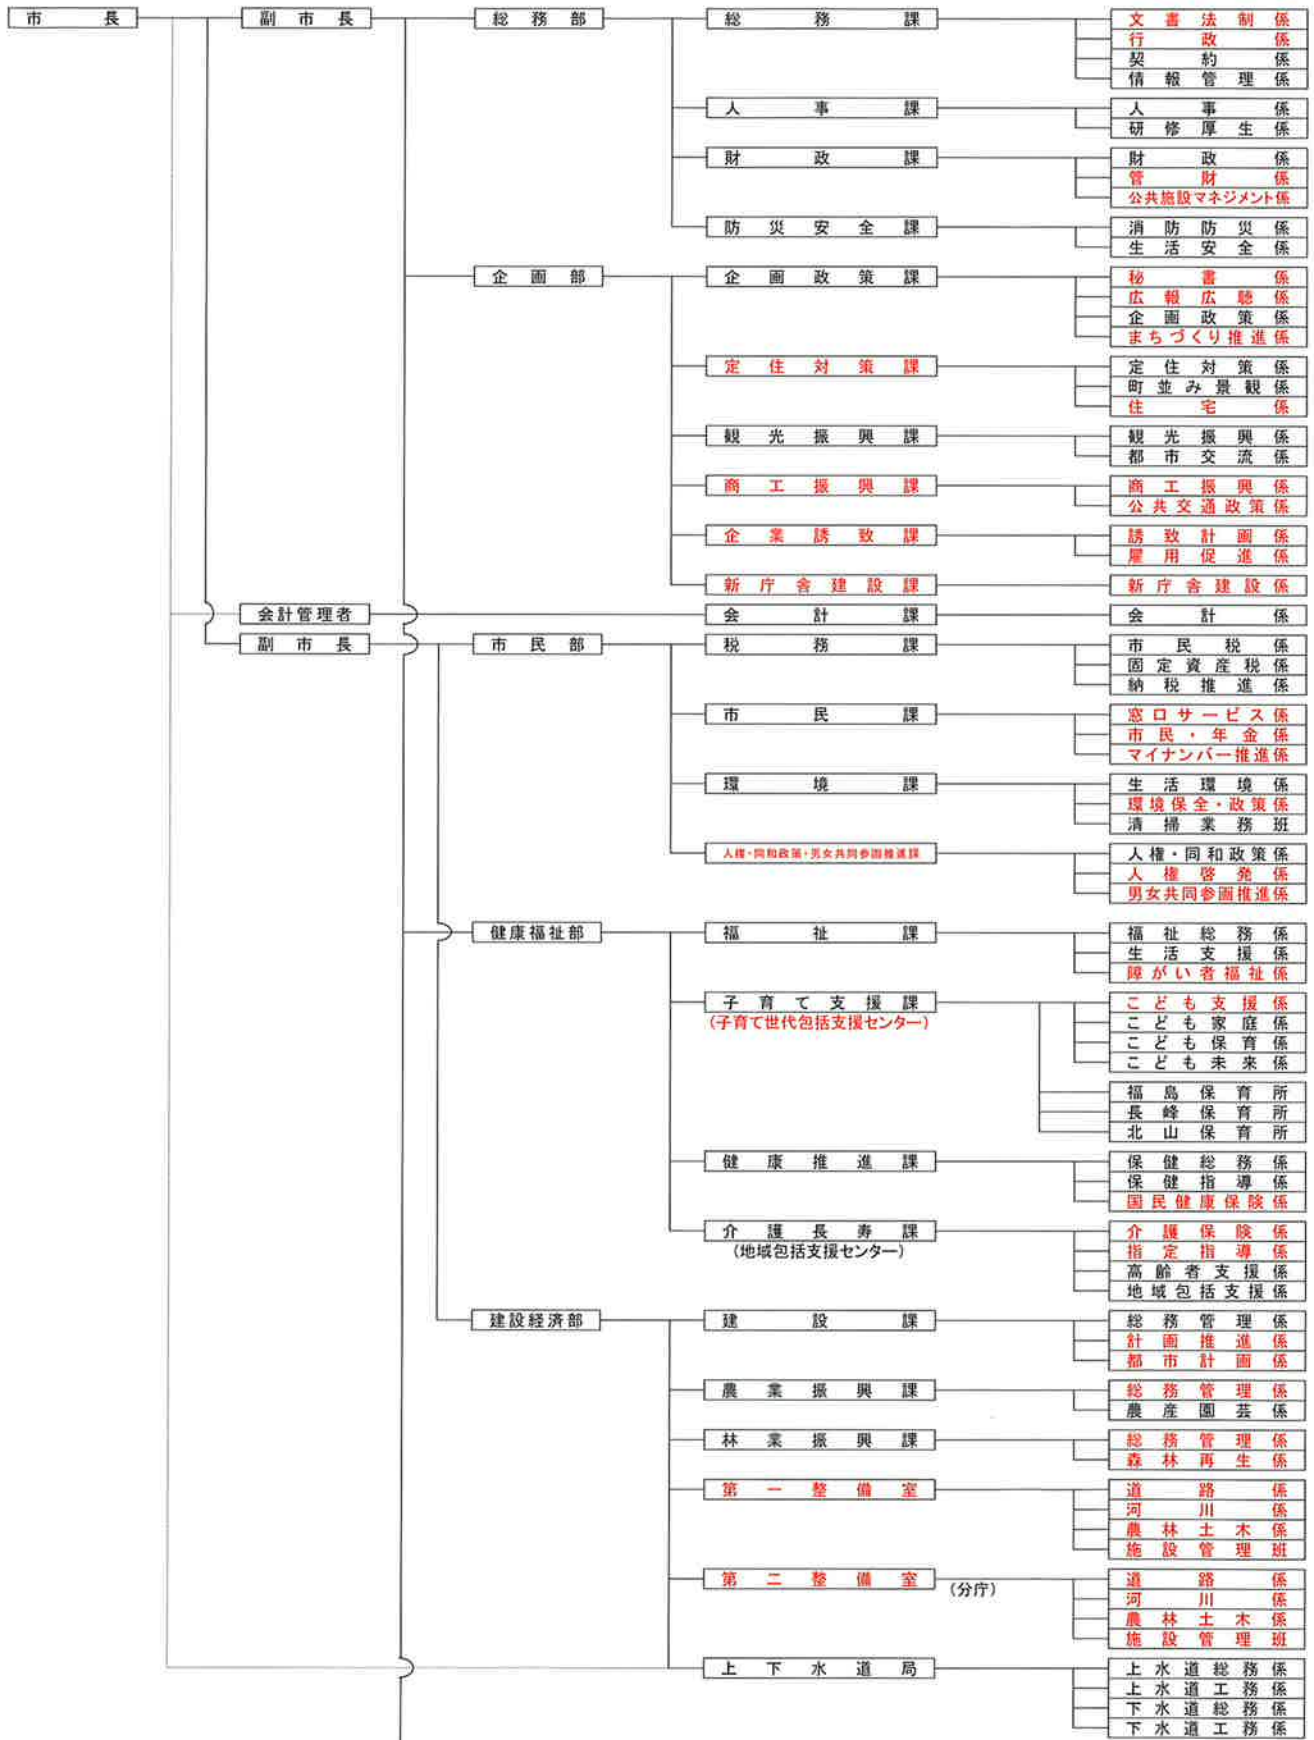 市長
副市長
総務部
総務課
文書法制係
行政係
契約係
情報管理係
人事課
人事係
研修厚生係
財政課
財政係
管財係
公共施設マネジメント係
防災安全課
消防防災係
生活安全係
企画部
企画政策課
秘書係
広報広聴係
企画政策係
まちづくり推進係
定住対策課
定住対策係
町並み景観係
住宅係
観光振興課
観光振興係
都市交流係
商工振興課
商工振興係
公共交通政策係
企業誘致課
誘致計画係
雇用促進係
新庁舎建設課
新庁舎建設係
会計管理者
会計課
会計係
副市長
市民部
税務課
市民税係
固定資産税係
納税推進係
市民課
窓口サービス係
市民・年金係
マイナンバー推進係
環境課
生活環境係
環境保全・政策係
清掃業務班
人権・同和政策・男女共同参画推進課
人権・同和政策係
人権啓発係
男女共同参画推進係
健康福祉部
福祉課
福祉総務係
生活支援係
障がい者福祉係
子育て支援課
(子育て世代包括支援センター)
こども支援係
こども家庭係
こども保育係
こども未来係
福島保育所
長峰保育所
北山保育所
健康推進課
保健総務係
保健指導係
国民健康保険係
介護長寿課
(地域包括支援センター)
介護保険係
指定指導係
高齢者支援係
地域包括支援係
建設経済部
建設課
総務管理係
計画推進係
都市計画係
農業振興課
総務管理係
農産園芸係
林業振興課
総務管理係
森林再生係
第一整備室
道路係
河川係
農林土木係
施設管理班
第二整備室
(分庁)
道路係
河川係
農林土木係
施設管理班
上下水道局
上水道総務係
上水道工務係
下水道総務係
下水道工務係